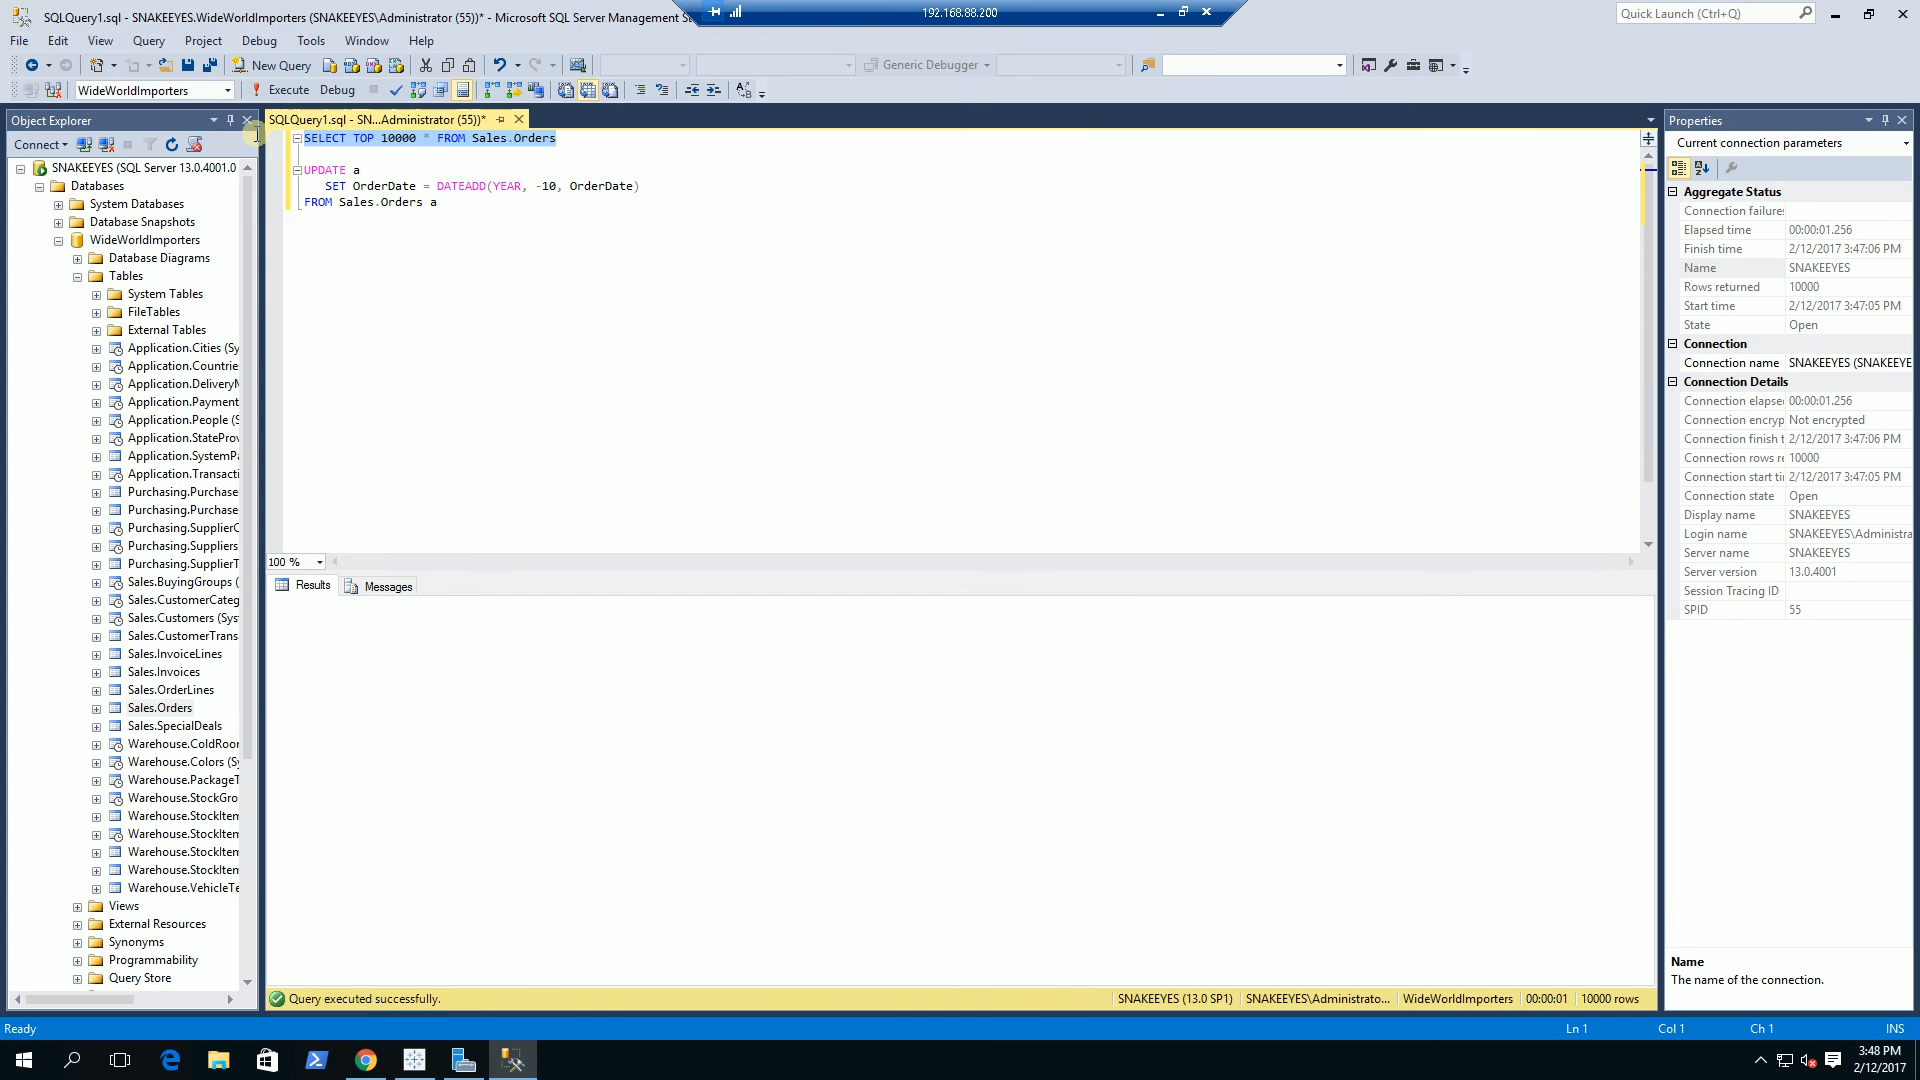 SQLQuery1.sql - SNAKEEYES.WideWorldImporters (SNAKEEYES\Administrator (55))* - Microsoft SQL Server Management St
192.168.88.200
Quick Launch (Ctrl+Q)
File Edit View Query Project Debug Tools Window Help
New Query
Generic Debugger
WideWorldImporters
Execute Debug
Object Explorer
Connect
SNAKEEYES (SQL Server 13.0.4001.0
Databases
System Databases
Database Snapshots
WideWorldImporters
Database Diagrams
Tables
System Tables
FileTables
External Tables
Application.Cities (Sy
Application.Countrie
Application.DeliveryM
Application.Payment
Application.People (S
Application.StateProv
Application.SystemPa
Application.Transacti
Purchasing.Purchase
Purchasing.Purchase
Purchasing.SupplierC
Purchasing.Suppliers
Purchasing.SupplierT
Sales.BuyingGroups (
Sales.CustomerCateg
Sales.Customers (Sys
Sales.CustomerTrans
Sales.InvoiceLines
Sales.Invoices
Sales.OrderLines
Sales.Orders
Sales.SpecialDeals
Warehouse.ColdRoor
Warehouse.Colors (Sy
Warehouse.PackageT
Warehouse.StockGro
Warehouse.StockItem
Warehouse.StockItem
Warehouse.StockItem
Warehouse.StockItem
Warehouse.VehicleTe
Views
External Resources
Synonyms
Programmability
Query Store
SQLQuery1.sql - SN...Administrator (55))*
SELECT TOP 10000 * FROM Sales.Orders
UPDATE a
SET OrderDate = DATEADD(YEAR, -10, OrderDate)
FROM Sales.Orders a
100 %
Results Messages
Query executed successfully.
SNAKEEYES (13.0 SP1) SNAKEEYES\Administrato... WideWorldImporters 00:00:01 10000 rows
Properties
Current connection parameters
Aggregate Status
Connection failures
Elapsed time 00:00:01.256
Finish time 2/12/2017 3:47:06 PM
Name SNAKEEYES
Rows returned 10000
Start time 2/12/2017 3:47:05 PM
State Open
Connection
Connection name SNAKEEYES (SNAKEEYE
Connection Details
Connection elapse 00:00:01.256
Connection encryp Not encrypted
Connection finish t 2/12/2017 3:47:06 PM
Connection rows re 10000
Connection start ti 2/12/2017 3:47:05 PM
Connection state Open
Display name SNAKEEYES
Login name SNAKEEYES\Administra
Server name SNAKEEYES
Server version 13.0.4001
Session Tracing ID
SPID 55
Name
The name of the connection.
Ready
Ln 1 Col 1 Ch 1 INS
3:48 PM
2/12/2017